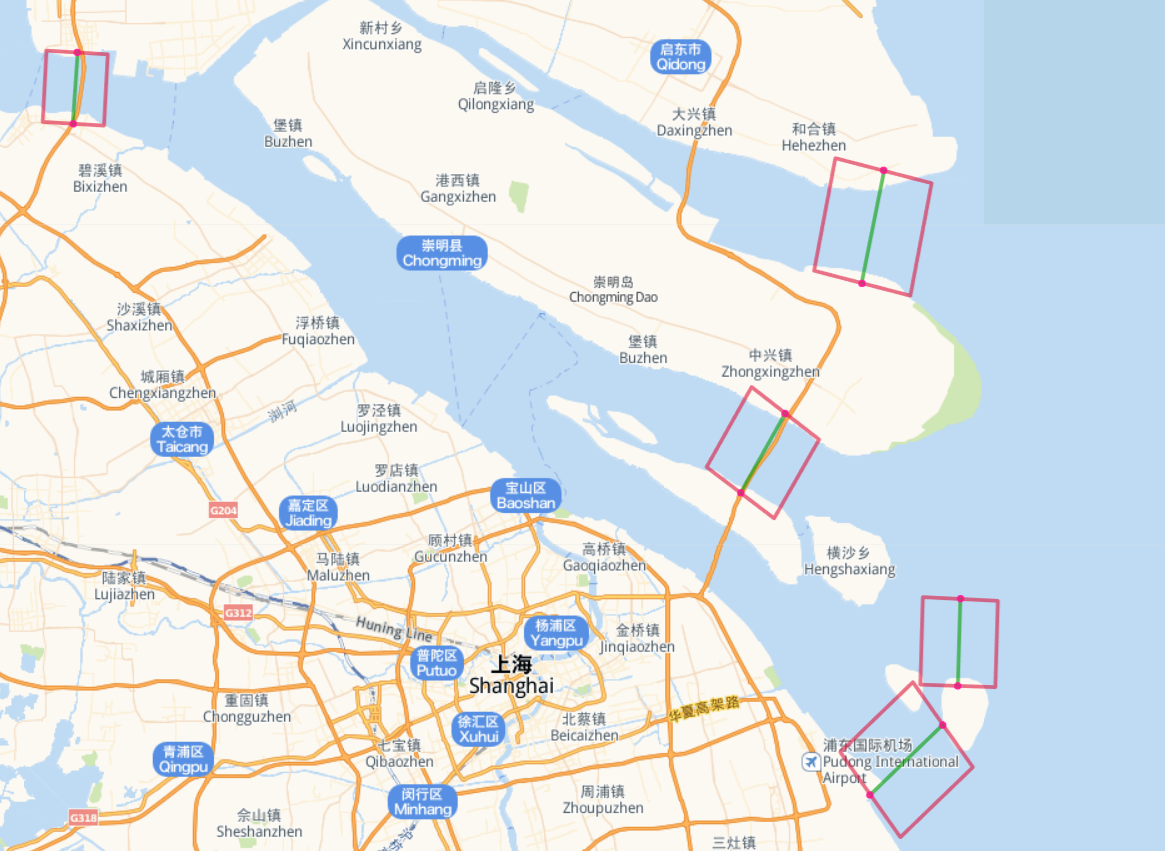 新村乡
Xincunxiang
启东市
Qidong
启隆乡
Qilongxiang
大兴镇
Daxingzhen
和合镇
Hehezhen
堡镇
Buzhen
碧溪镇
Bixizhen
港西镇
Gangxizhen
崇明县
Chongming
崇明岛
Chongming Dao
沙溪镇
Shaxizhen
浮桥镇
Fuqiaozhen
堡镇
Buzhen
中兴镇
Zhongxingzhen
城厢镇
Chengxiangzhen
浏河
罗泾镇
Luojingzhen
太仓市
Taicang
罗店镇
Luodianzhen
宝山区
Baoshan
G204
嘉定区
Jiading
顾村镇
Gucunzhen
高桥镇
Gaoqiaozhen
横沙乡
Hengshaxiang
马陆镇
Maluzhen
陆家镇
Lujiazhen
G312
Huning Line
杨浦区
Yangpu
金桥镇
Jinqiaozhen
普陀区
Putuo
上海
Shanghai
重固镇
Chongguzhen
华夏高架路
徐汇区
Xuhui
北蔡镇
Beicaizhen
七宝镇
Qibaozhen
青浦区
Qingpu
浦东国际机场
Pudong International
Airport
闵行区
Minhang
周浦镇
Zhoupuzhen
G318
佘山镇
Sheshanzhen
三灶镇